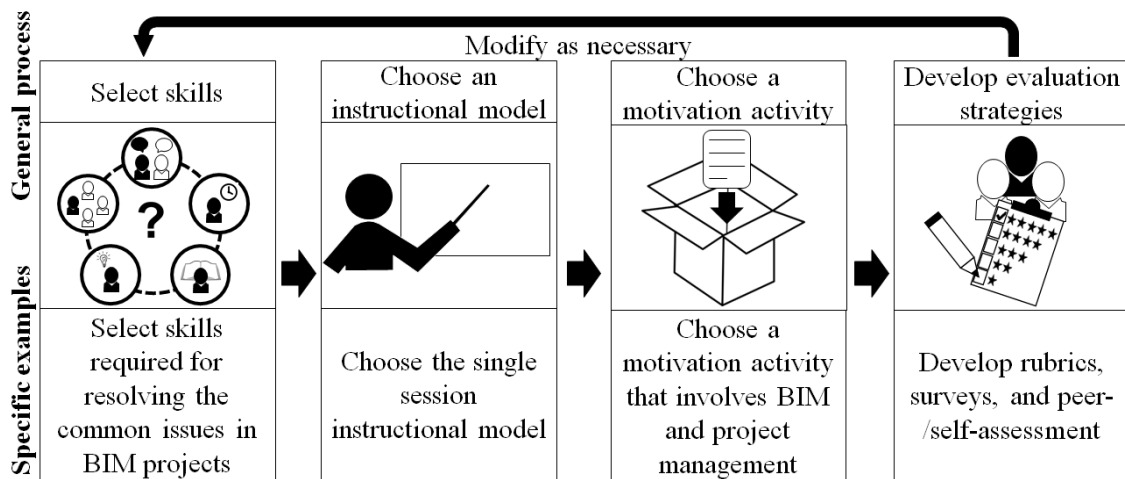 Modify as necessary
General process
Select skills
Choose an
instructional model
Choose a
motivation activity
Develop evaluation
strategies
?
Specific examples
Select skills
required for
resolving the
common issues in
BIM projects
Choose the single
session
instructional model
Choose a
motivation activity
that involves BIM
and project
management
Develop rubrics,
surveys, and peer-
/self-assessment